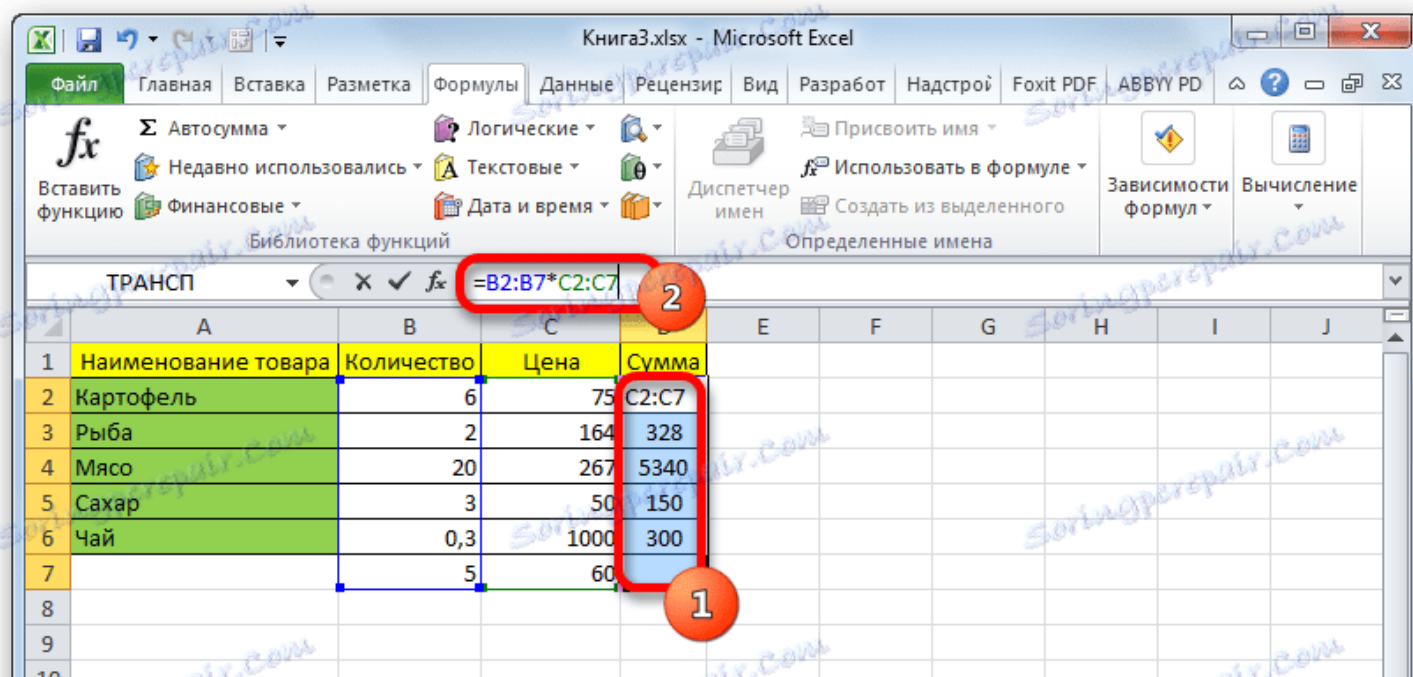 Книга3.xlsx - Microsoft Excel
Файл Главная Вставка Разметка Формулы Данные Рецензир Вид Разработ Надстрой Foxit PDF ABBYY PD
fx Σ Автосумма Логические Присвоить имя
Недавно использовались Текстовые Использовать в формуле
Вставить функцию Финансовые Дата и время Диспетчер имен Создать из выделенного Зависимости формул Вычисление
Библиотека функций Определенные имена
ТРАНСП fx =B2:B7*C2:C7 2
A B C E F G H I J
1 Наименование товара Количество Цена Сумма
2 Картофель 6 75 C2:C7
3 Рыба 2 164 328
4 Мясо 20 267 5340
5 Сахар 3 50 150
6 Чай 0,3 1000 300
7 5 60
1
8
9
10